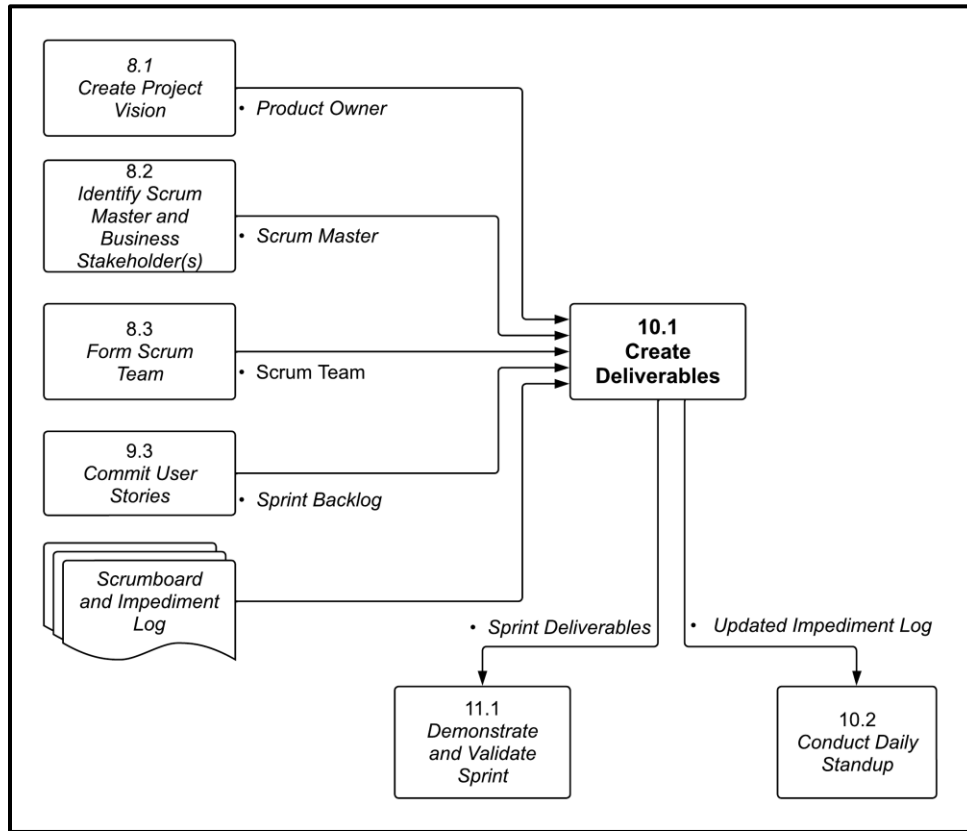 8.1
Create Project
Vision
• Product Owner
8.2
Identify Scrum
Master and
Business
Stakeholder(s)
• Scrum Master
8.3
Form Scrum
Team
• Scrum Team
10.1
Create
Deliverables
9.3
Commit User
Stories
• Sprint Backlog
Scrumboard
and Impediment
Log
• Sprint Deliverables
• Updated Impediment Log
11.1
Demonstrate
and Validate
Sprint
10.2
Conduct Daily
Standup